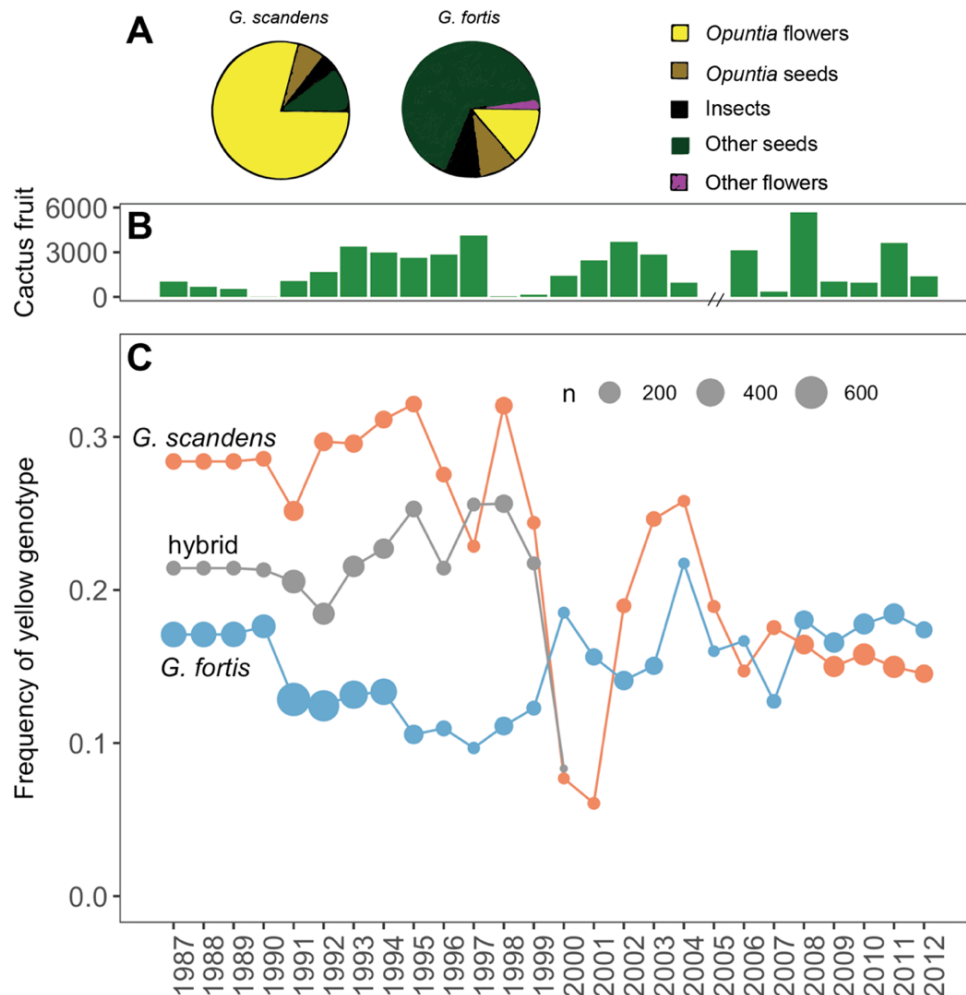 A
G. scandens
G. fortis
Opuntia flowers
Opuntia seeds
Insects
Other seeds
Other flowers
B
Cactus fruit
6000
3000
0
//
C
n
200
400
600
Frequency of yellow genotype
0.3
0.2
0.1
0.0
G. scandens
hybrid
G. fortis
1987
1988
1989
1990
1991
1992
1993
1994
1995
1996
1997
1998
1999
2000
2001
2002
2003
2004
2005
2006
2007
2008
2009
2010
2011
2012